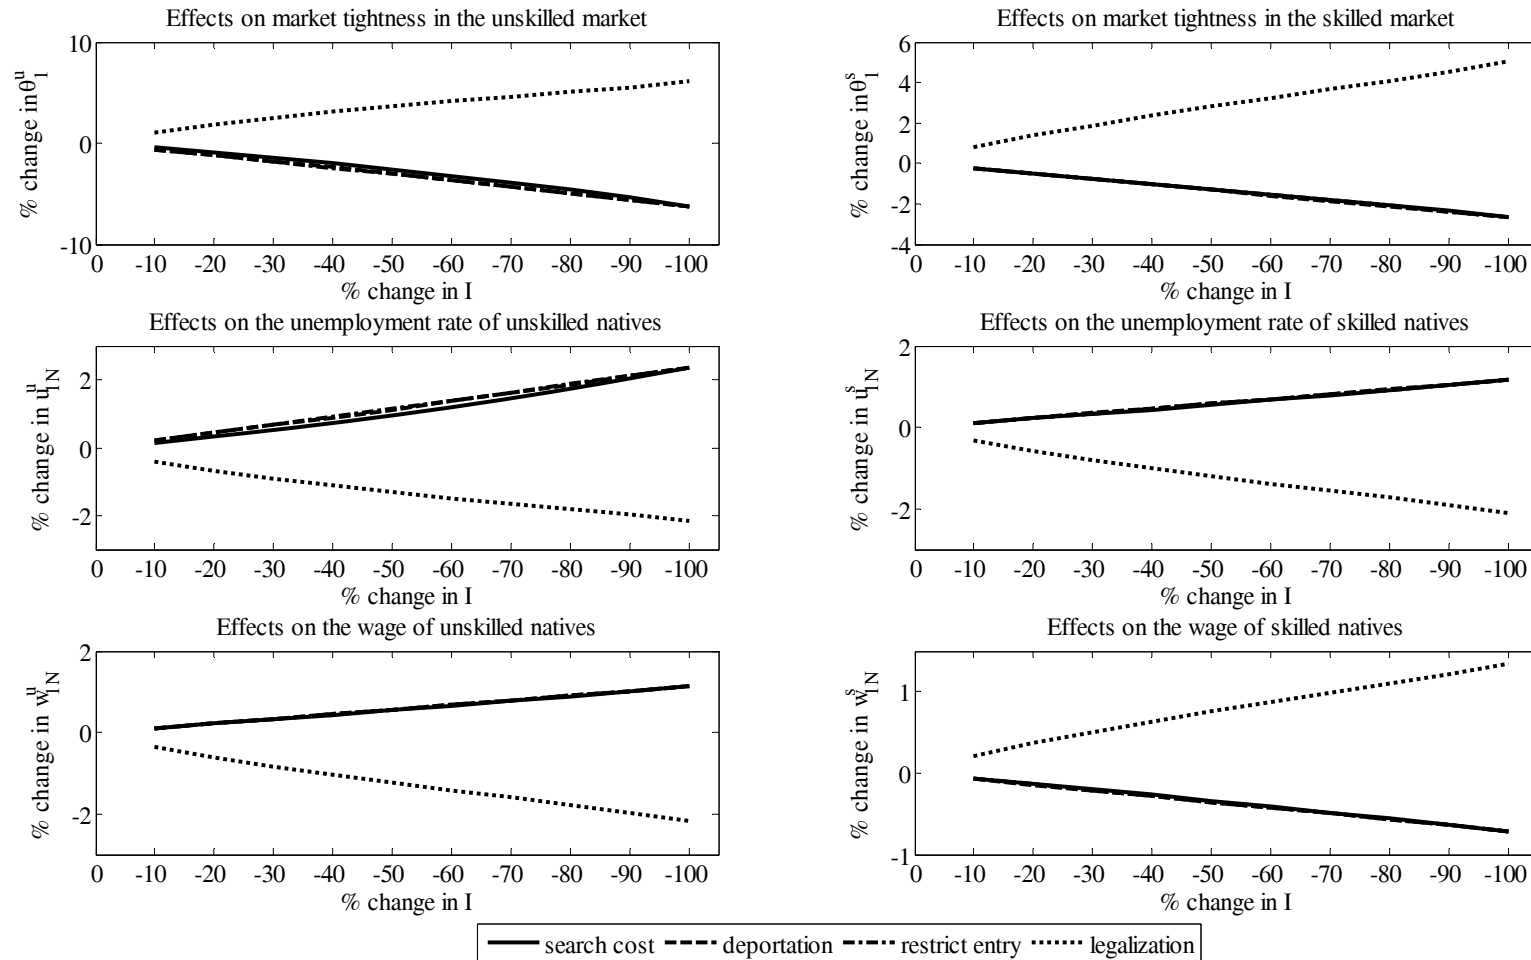 Effects on market tightness in the unskilled market
% change in θ₁ᵘ
10
0
-10
0 -10 -20 -30 -40 -50 -60 -70 -80 -90 -100
% change in I
Effects on market tightness in the skilled market
% change in θ₁ˢ
6
4
2
0
-2
-4
0 -10 -20 -30 -40 -50 -60 -70 -80 -90 -100
% change in I
Effects on the unemployment rate of unskilled natives
% change in u₁ₙᵘ
2
0
-2
0 -10 -20 -30 -40 -50 -60 -70 -80 -90 -100
% change in I
Effects on the unemployment rate of skilled natives
% change in u₁ₙˢ
2
0
-2
0 -10 -20 -30 -40 -50 -60 -70 -80 -90 -100
% change in I
Effects on the wage of unskilled natives
% change in w₁ₙᵘ
2
0
-2
0 -10 -20 -30 -40 -50 -60 -70 -80 -90 -100
% change in I
Effects on the wage of skilled natives
% change in w₁ₙˢ
1
0
-1
0 -10 -20 -30 -40 -50 -60 -70 -80 -90 -100
% change in I
search cost deportation restrict entry legalization